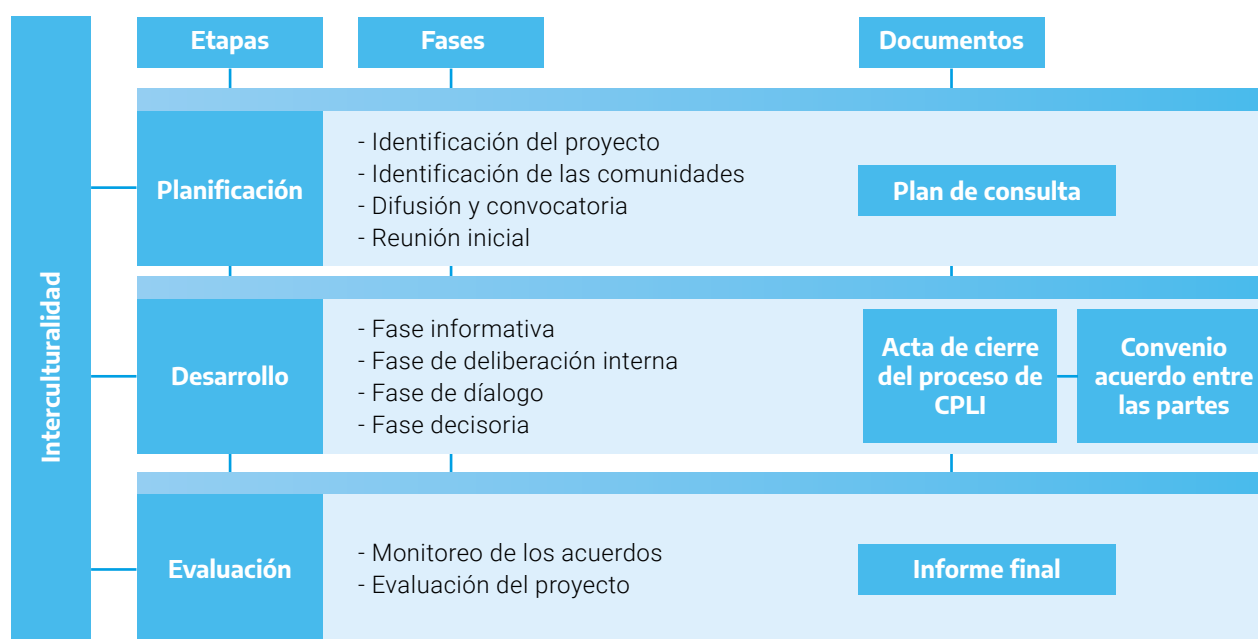 Interculturalidad
Etapas
Fases
Documentos
Planificación
- Identificación del proyecto
- Identificación de las comunidades
- Difusión y convocatoria
- Reunión inicial
Plan de consulta
Desarrollo
- Fase informativa
- Fase de deliberación interna
- Fase de díalogo
- Fase decisoria
Acta de cierre
del proceso de
CPLI
Convenio
acuerdo entre
las partes
Evaluación
- Monitoreo de los acuerdos
- Evaluación del proyecto
Informe final